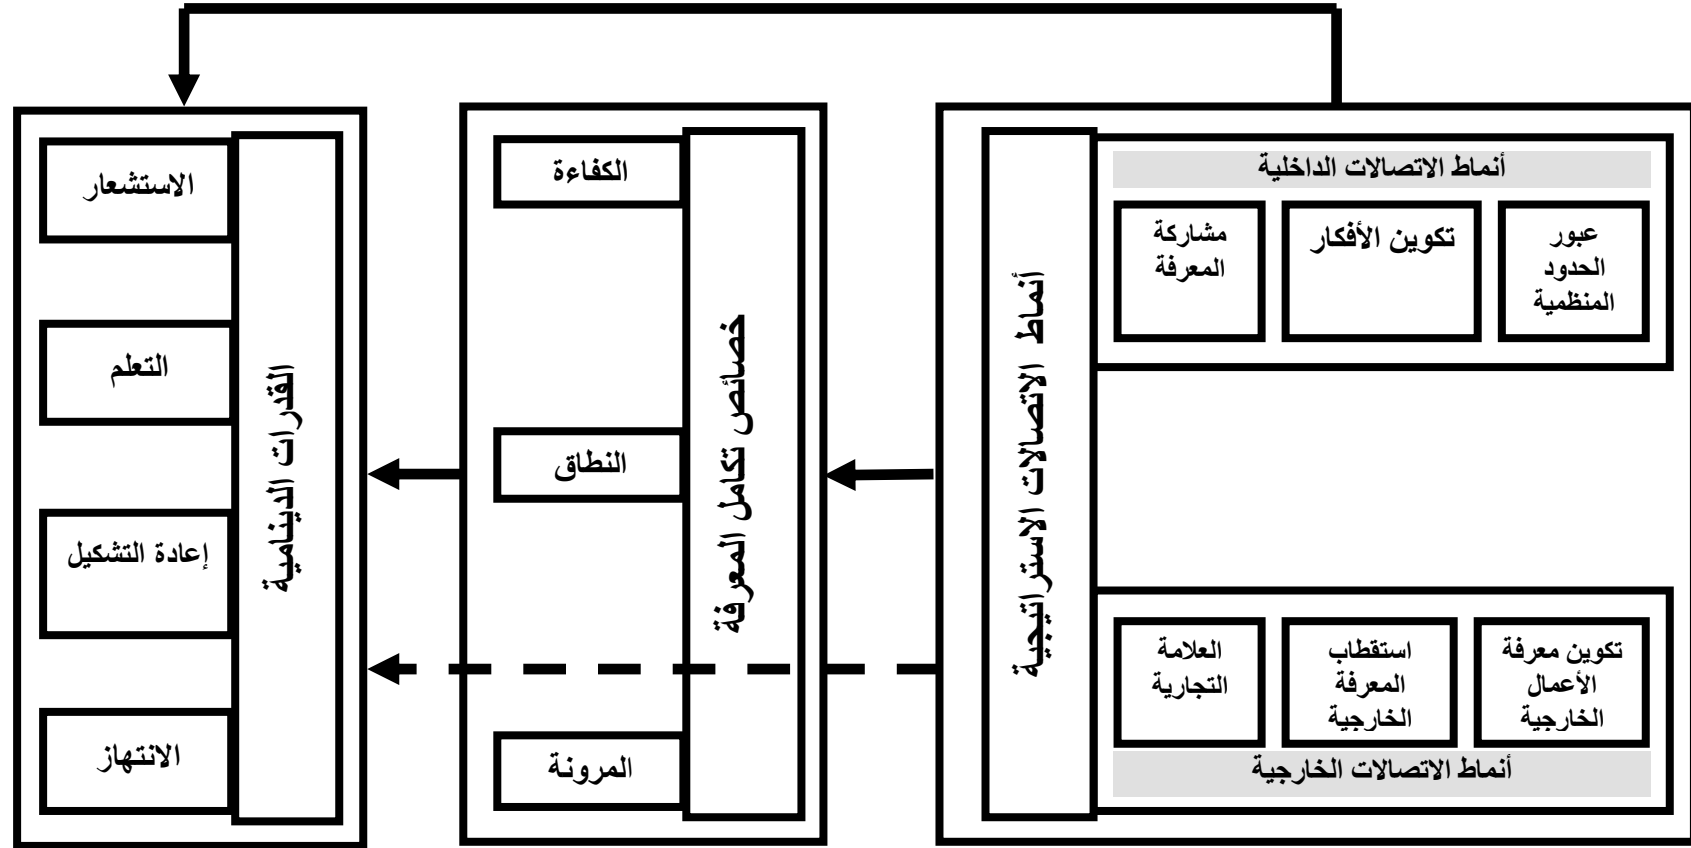 أنماط الاتصالات الداخلية
عبور
الحدود
المنظمية
تكوين الأفكار
مشاركة
المعرفة
أنماط الاتصالات الاستراتيجية
تكوين معرفة
الأعمال
الخارجية
استقطاب
المعرفة
الخارجية
العلامة
التجارية
أنماط الاتصالات الخارجية
خصائص تكامل المعرفة
الكفاءة
النطاق
المرونة
القدرات الدينامية
الاستشعار
التعلم
إعادة التشكيل
الانتهاز